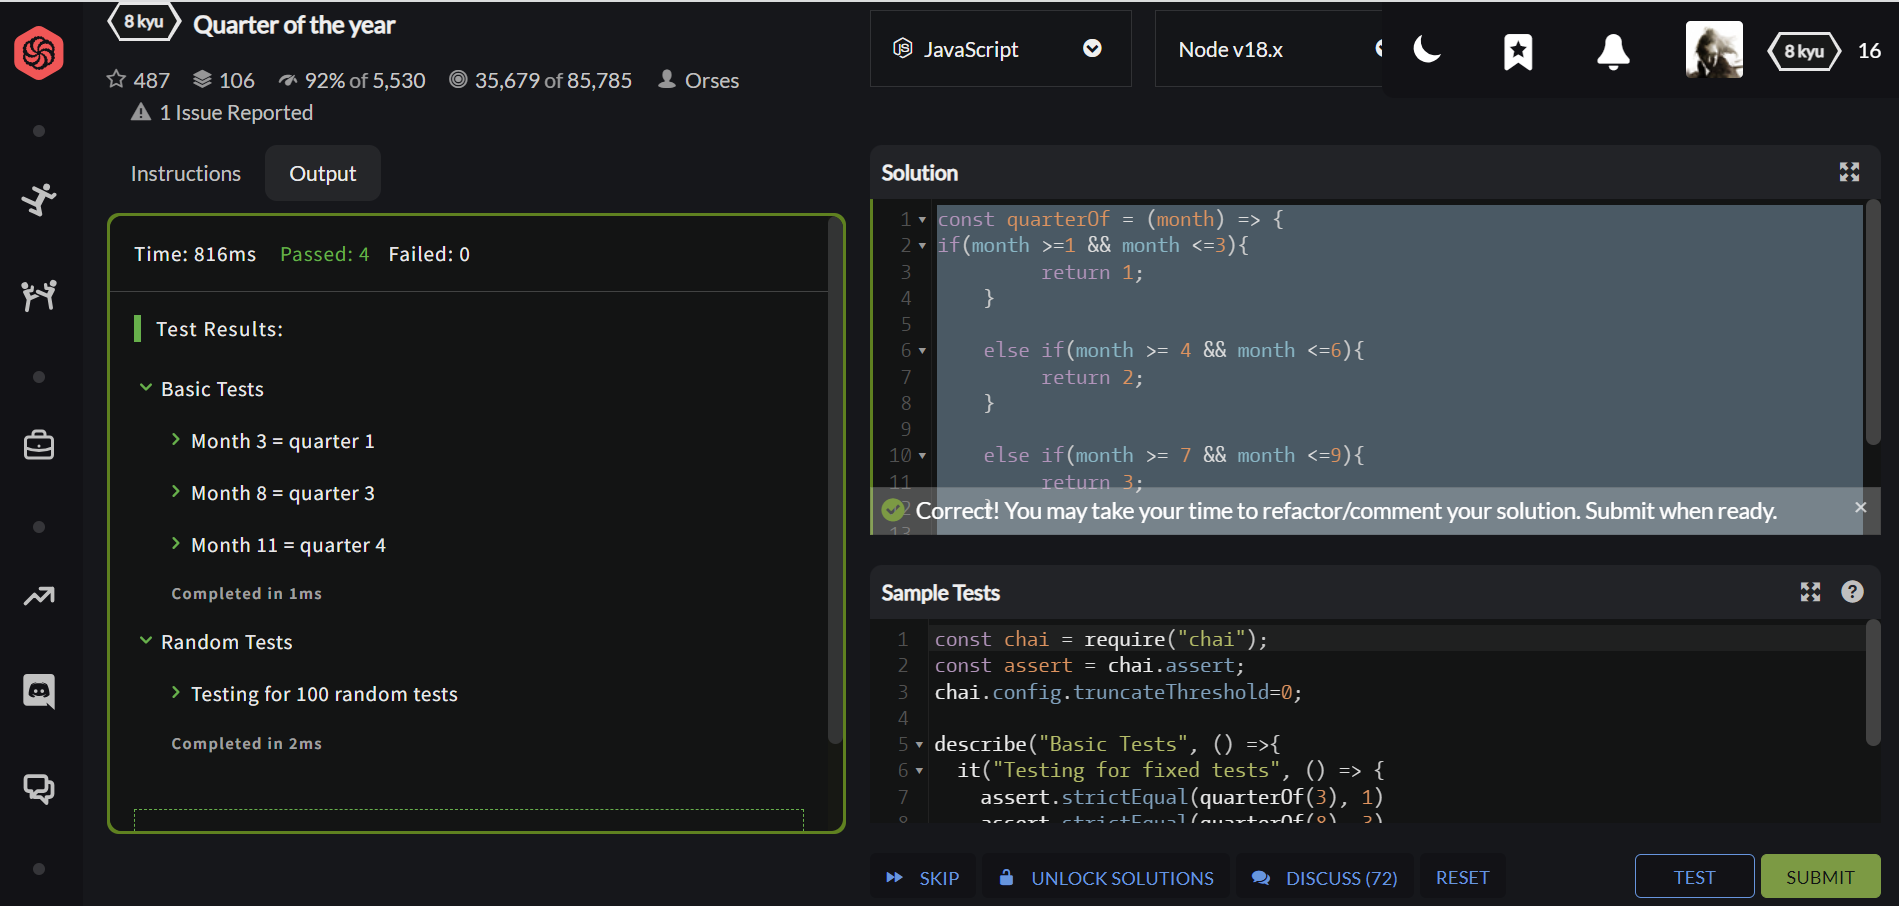 8 kyu Quarter of the year
487 106 92% of 5,530 35,679 of 85,785 Orses
1 Issue Reported
JavaScript
Node v18.x
8 kyu 16
Instructions Output
Time: 816ms Passed: 4 Failed: 0
Test Results:
Basic Tests
Month 3 = quarter 1
Month 8 = quarter 3
Month 11 = quarter 4
Completed in 1ms
Random Tests
Testing for 100 random tests
Completed in 2ms
Solution
1 const quarterOf = (month) => {
2 if(month >=1 && month <=3){
3 return 1;
4 }
5
6 else if(month >= 4 && month <=6){
7 return 2;
8 }
9
10 else if(month >= 7 && month <=9){
11 return 3;
Correct! You may take your time to refactor/comment your solution. Submit when ready.
13
Sample Tests
1 const chai = require("chai");
2 const assert = chai.assert;
3 chai.config.truncateThreshold=0;
4
5 describe("Basic Tests", () =>{
6 it("Testing for fixed tests", () => {
7 assert.strictEqual(quarterOf(3), 1)
8 assert.strictEqual(quarterOf(8), 3)
SKIP UNLOCK SOLUTIONS DISCUSS (72) RESET TEST SUBMIT